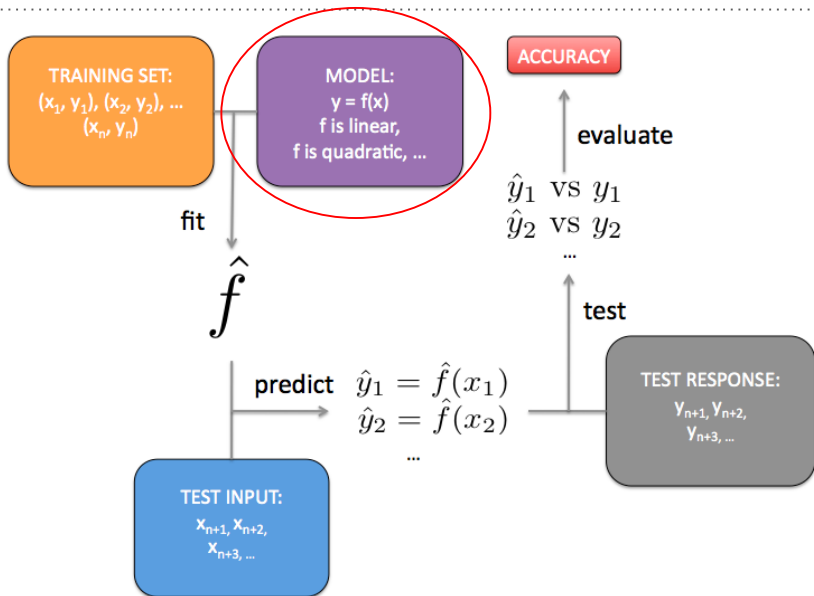 TRAINING SET:
(x₁, y₁), (x₂, y₂), ...
(xₙ, yₙ)
MODEL:
y = f(x)
f is linear,
f is quadratic, ...
ACCURACY
evaluate
ŷ₁ vs y₁
ŷ₂ vs y₂
...
fit
f̂
test
predict
ŷ₁ = f̂(x₁)
ŷ₂ = f̂(x₂)
...
TEST RESPONSE:
yₙ₊₁, yₙ₊₂,
yₙ₊₃, ...
TEST INPUT:
xₙ₊₁, xₙ₊₂,
xₙ₊₃, ...